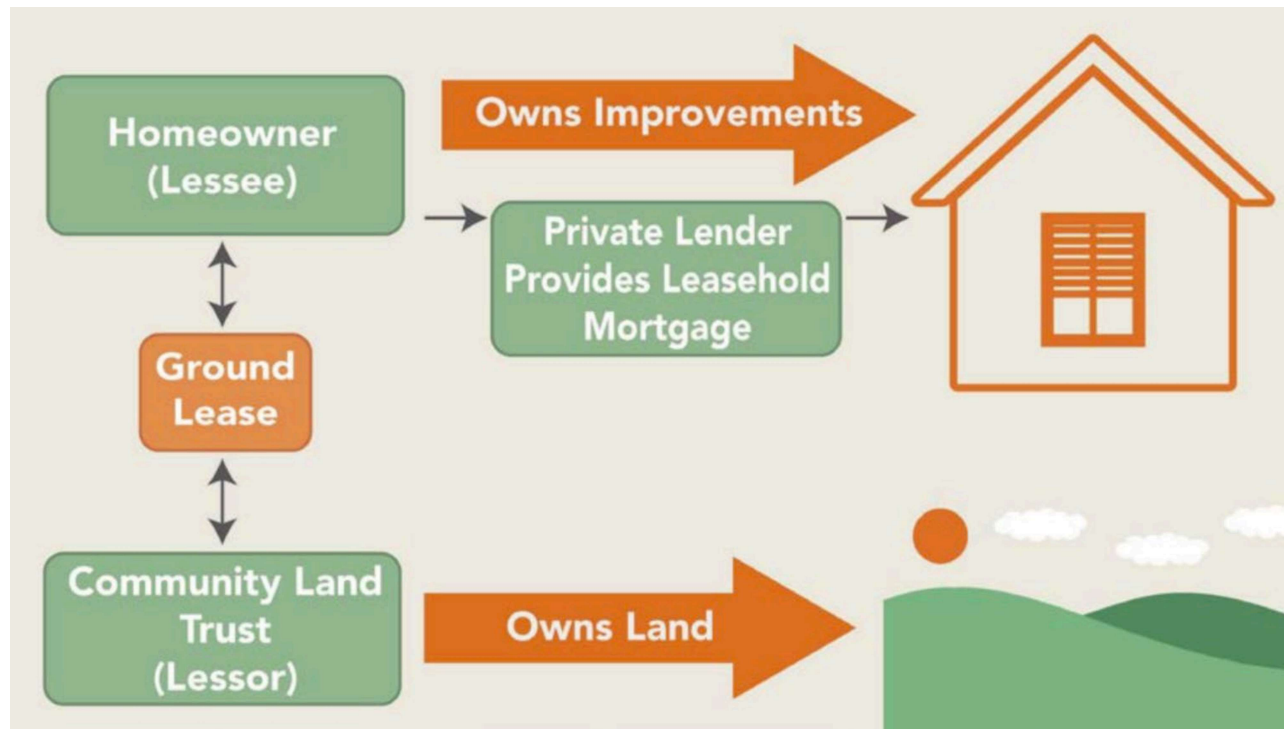 Homeowner
(Lessee)
Owns Improvements
Private Lender
Provides Leasehold
Mortgage
Ground
Lease
Community Land
Trust
(Lessor)
Owns Land